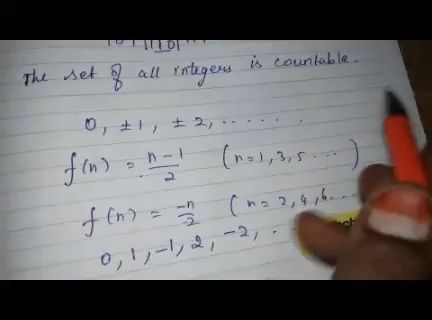 The set of all integers is countable.
0, ±1, ±2, . . . . . .
f(n) = n-1/2 (n=1, 3, 5 ...)
f(n) = -n/2 (n = 2, 4, 6...
0, 1, -1, 2, -2, .